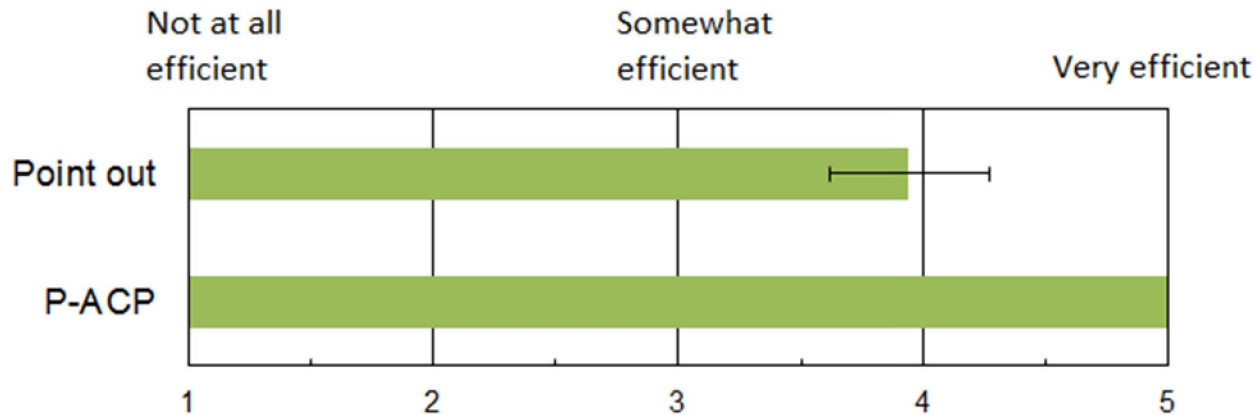 Not at all
efficient
Somewhat
efficient
Very efficient
Point out
P-ACP
1 2 3 4 5